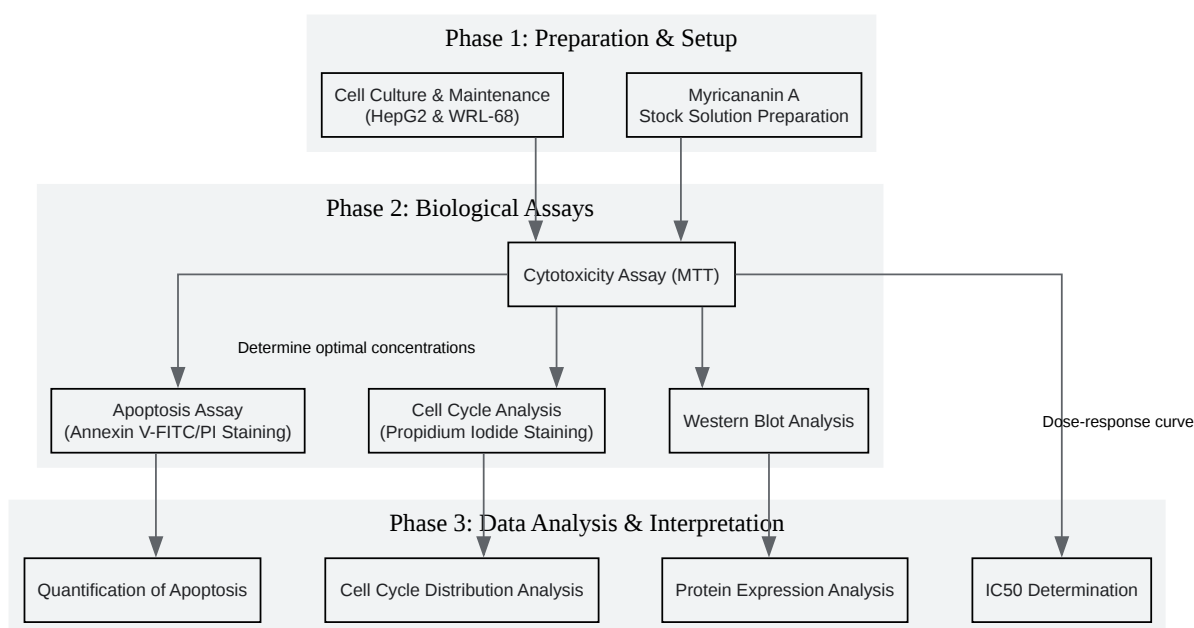 Phase 1: Preparation & Setup
Cell Culture & Maintenance
(HepG2 & WRL-68)
Myricananin A
Stock Solution Preparation
Phase 2: Biological Assays
Cytotoxicity Assay (MTT)
Determine optimal concentrations
Apoptosis Assay
(Annexin V-FITC/PI Staining)
Cell Cycle Analysis
(Propidium Iodide Staining)
Western Blot Analysis
Dose-response curve
Phase 3: Data Analysis & Interpretation
Quantification of Apoptosis
Cell Cycle Distribution Analysis
Protein Expression Analysis
IC50 Determination